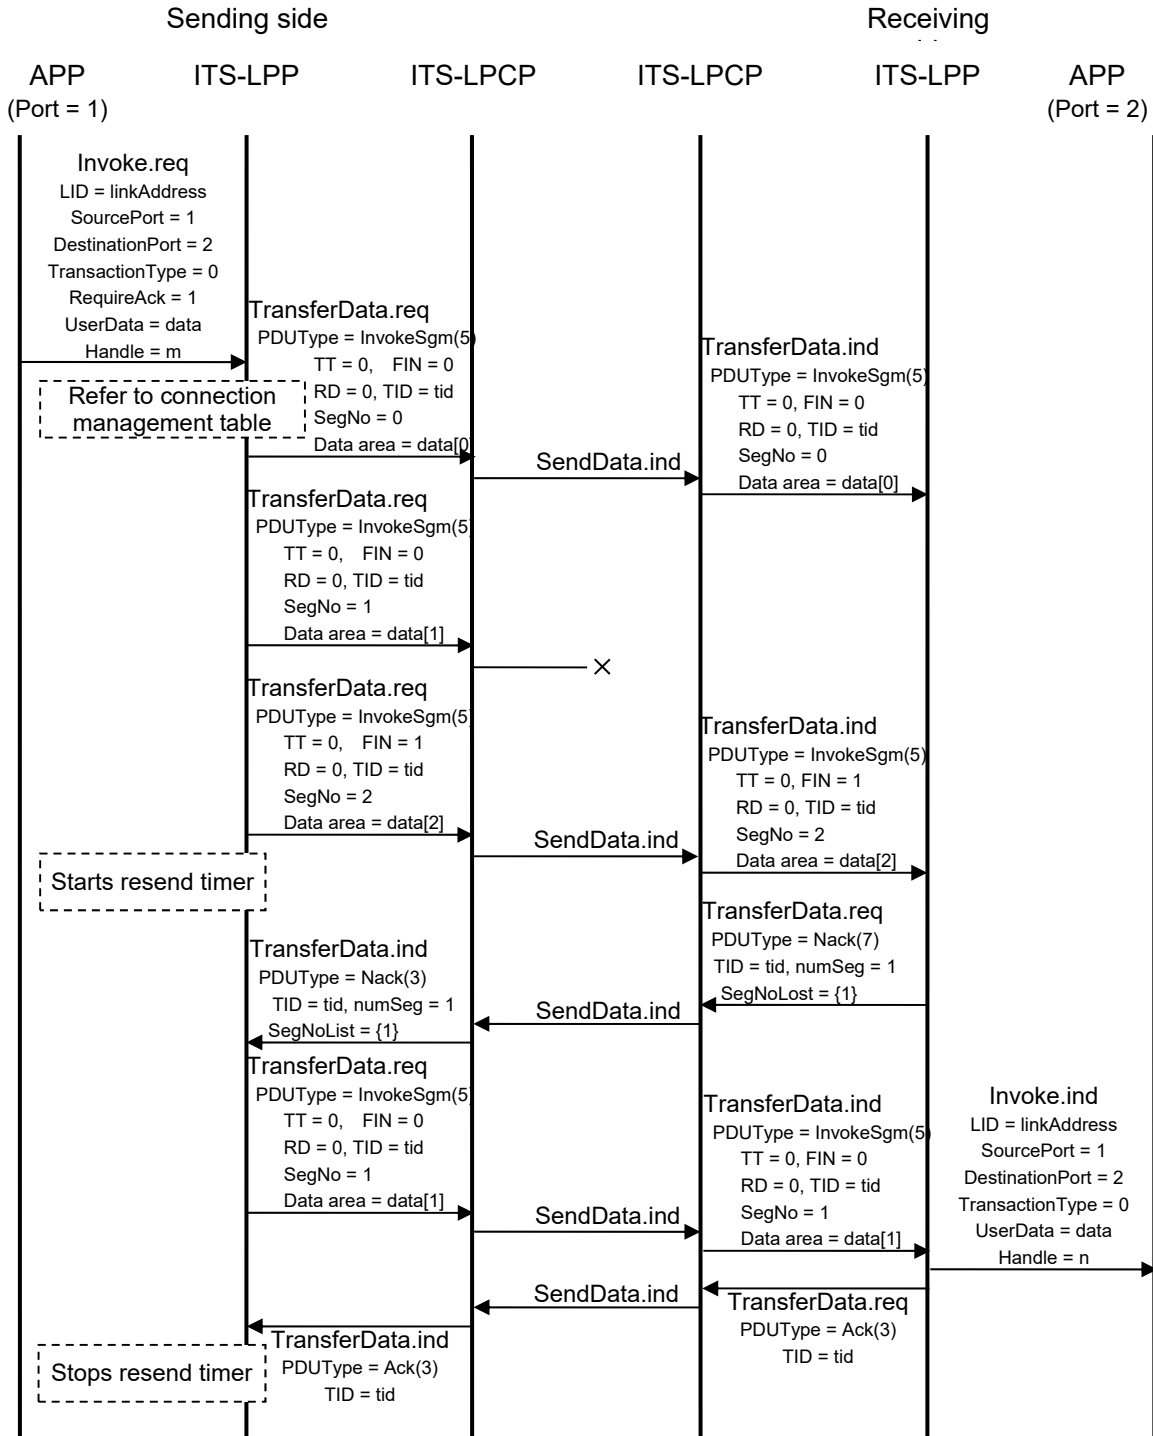 Sending side
Receiving
APP
(Port = 1)
ITS-LPP
ITS-LPCP
ITS-LPCP
ITS-LPP
APP
(Port = 2)
Invoke.req
LID = linkAddress
SourcePort = 1
DestinationPort = 2
TransactionType = 0
RequireAck = 1
UserData = data
Handle = m
Refer to connection
management table
TransferData.req
PDUType = InvokeSgm(5)
TT = 0, FIN = 0
RD = 0, TID = tid
SegNo = 0
Data area = data[0]
SendData.ind
TransferData.ind
PDUType = InvokeSgm(5)
TT = 0, FIN = 0
RD = 0, TID = tid
SegNo = 0
Data area = data[0]
TransferData.req
PDUType = InvokeSgm(5)
TT = 0, FIN = 0
RD = 0, TID = tid
SegNo = 1
Data area = data[1]
TransferData.req
PDUType = InvokeSgm(5)
TT = 0, FIN = 1
RD = 0, TID = tid
SegNo = 2
Data area = data[2]
SendData.ind
TransferData.ind
PDUType = InvokeSgm(5)
TT = 0, FIN = 1
RD = 0, TID = tid
SegNo = 2
Data area = data[2]
Starts resend timer
TransferData.req
PDUType = Nack(7)
TID = tid, numSeg = 1
SegNoLost = {1}
SendData.ind
TransferData.ind
PDUType = Nack(3)
TID = tid, numSeg = 1
SegNoList = {1}
TransferData.req
PDUType = InvokeSgm(5)
TT = 0, FIN = 0
RD = 0, TID = tid
SegNo = 1
Data area = data[1]
SendData.ind
TransferData.ind
PDUType = InvokeSgm(5)
TT = 0, FIN = 0
RD = 0, TID = tid
SegNo = 1
Data area = data[1]
Invoke.ind
LID = linkAddress
SourcePort = 1
DestinationPort = 2
TransactionType = 0
UserData = data
Handle = n
SendData.ind
TransferData.req
PDUType = Ack(3)
TID = tid
TransferData.ind
PDUType = Ack(3)
TID = tid
Stops resend timer